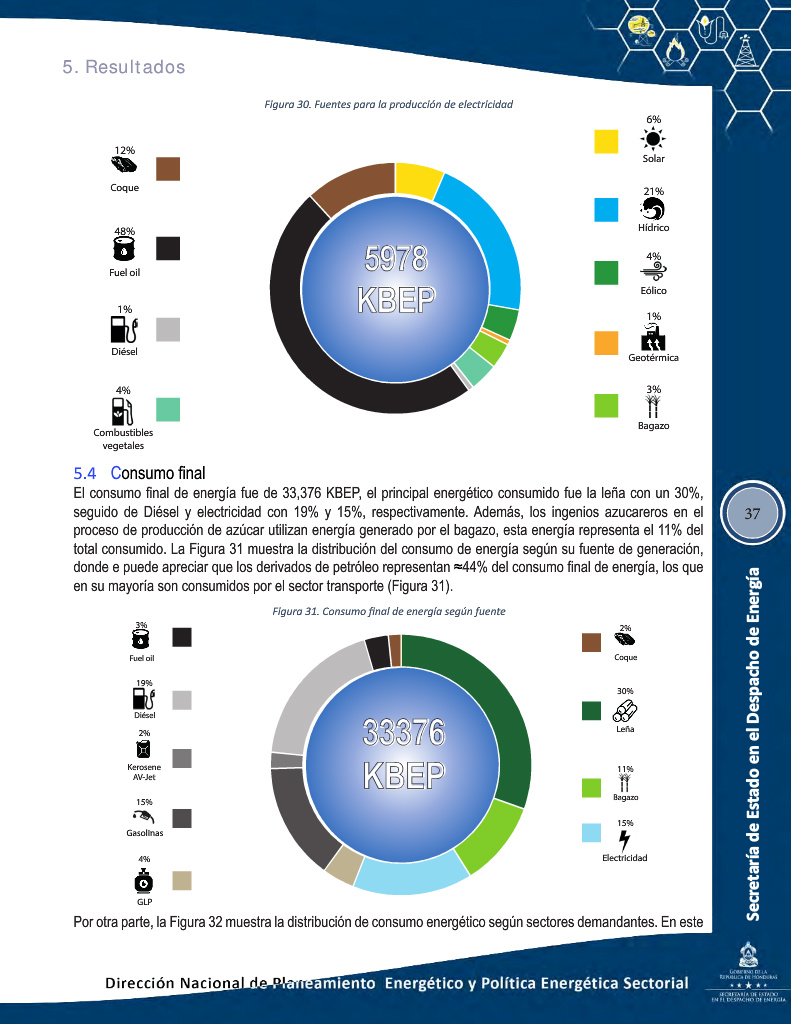 5. Resultados
Figura 30. Fuentes para la producción de electricidad
12%
Coque
48%
Fuel oil
1%
Diésel
4%
Combustibles
vegetales
5978
KBEP
6%
Solar
21%
Hídrico
4%
Eólico
1%
Geotérmica
3%
Bagazo
5.4 Consumo final
El consumo final de energía fue de 33,376 KBEP, el principal energético consumido fue la leña con un 30%,
seguido de Diésel y electricidad con 19% y 15%, respectivamente. Además, los ingenios azucareros en el
proceso de producción de azúcar utilizan energía generado por el bagazo, esta energía representa el 11% del
total consumido. La Figura 31 muestra la distribución del consumo de energía según su fuente de generación,
donde e puede apreciar que los derivados de petróleo representan ≈44% del consumo final de energía, los que
en su mayoría son consumidos por el sector transporte (Figura 31).
Figura 31. Consumo final de energía según fuente
3%
Fuel oil
19%
Diésel
2%
Kerosene
AV-Jet
15%
Gasolinas
4%
GLP
33376
KBEP
2%
Coque
30%
Leña
11%
Bagazo
15%
Electricidad
Por otra parte, la Figura 32 muestra la distribución de consumo energético según sectores demandantes. En este
37
Secretaría de Estado en el Despacho de Energía
Dirección Nacional de Planeamiento Energético y Política Energética Sectorial
GOBIERNO DE LA
REPÚBLICA DE HONDURAS
SECRETARÍA DE ESTADO
EN EL DESPACHO DE ENERGÍA